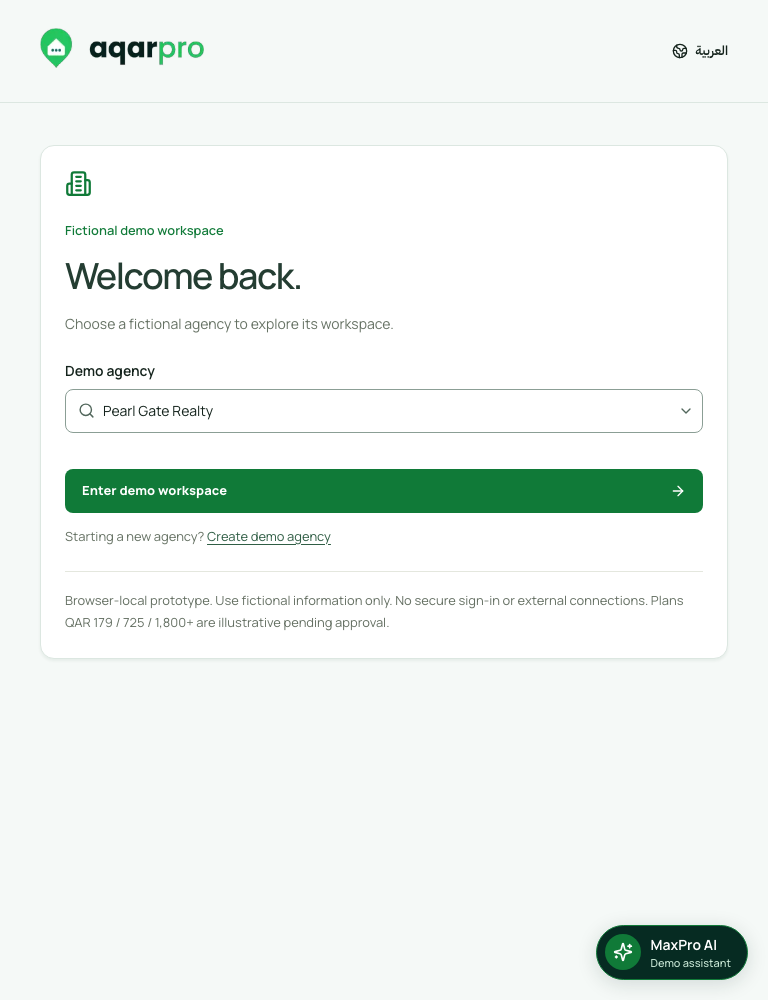 aqarpro
العربية
Fictional demo workspace
Welcome back.
Choose a fictional agency to explore its workspace.
Demo agency
Pearl Gate Realty
Enter demo workspace
Starting a new agency? Create demo agency
Browser-local prototype. Use fictional information only. No secure sign-in or external connections. Plans
QAR 179 / 725 / 1,800+ are illustrative pending approval.
MaxPro AI
Demo assistant